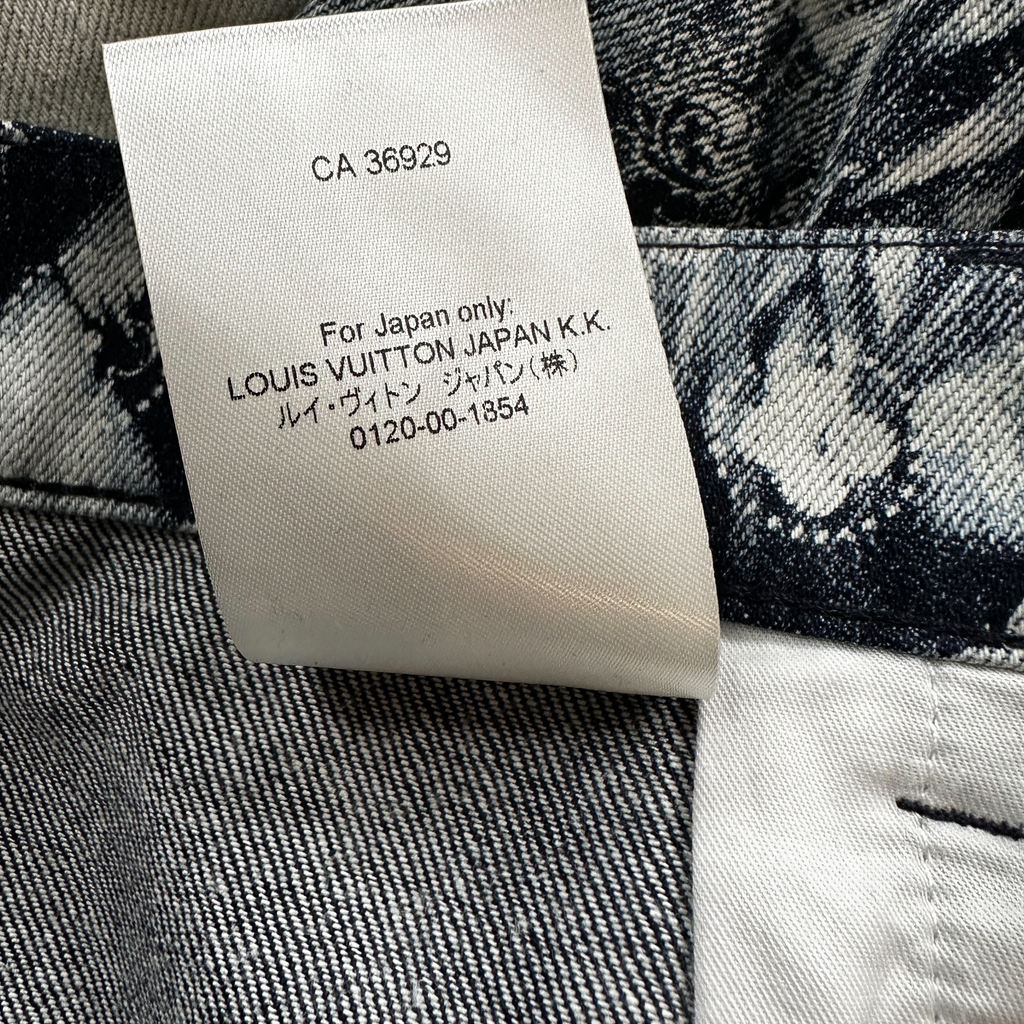 CA 36929
For Japan only:
LOUIS VUITTON JAPAN K.K.
ルイ・ヴィトン ジャパン(株)
0120-00-1854